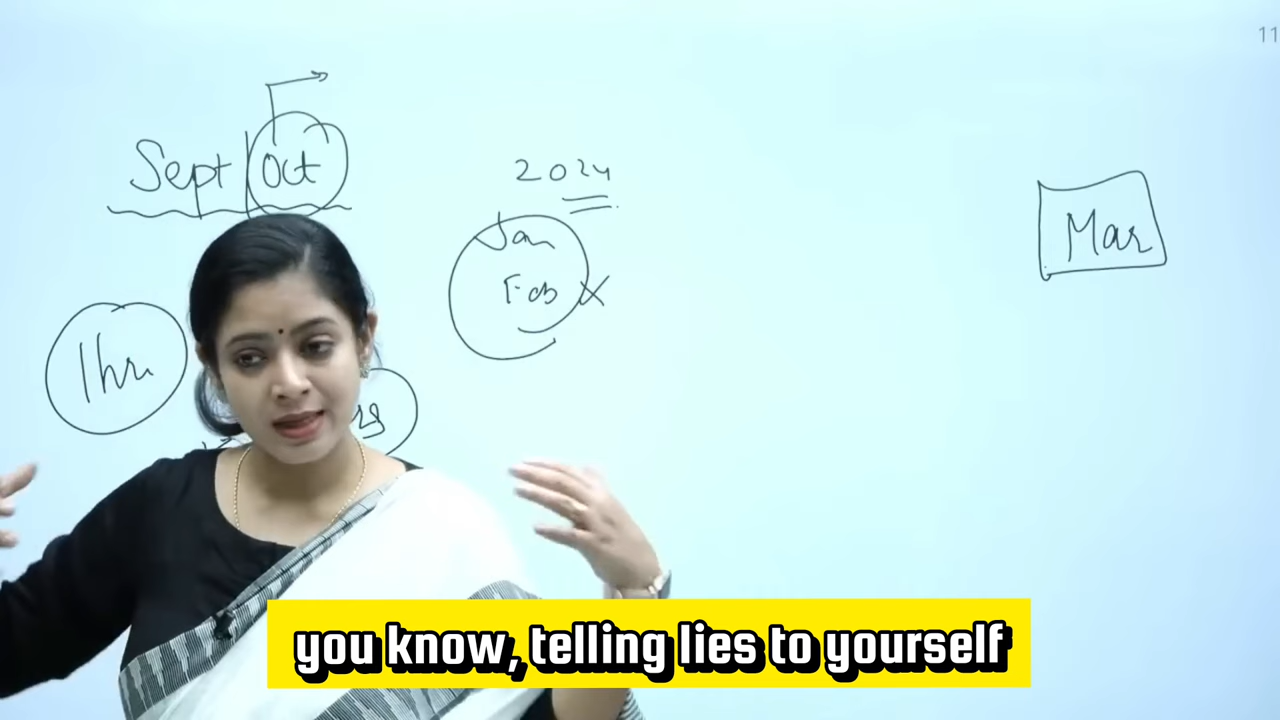 11
Sept Oct
2024
Jan
Feb X
Mar
1hr
you know, telling lies to yourself